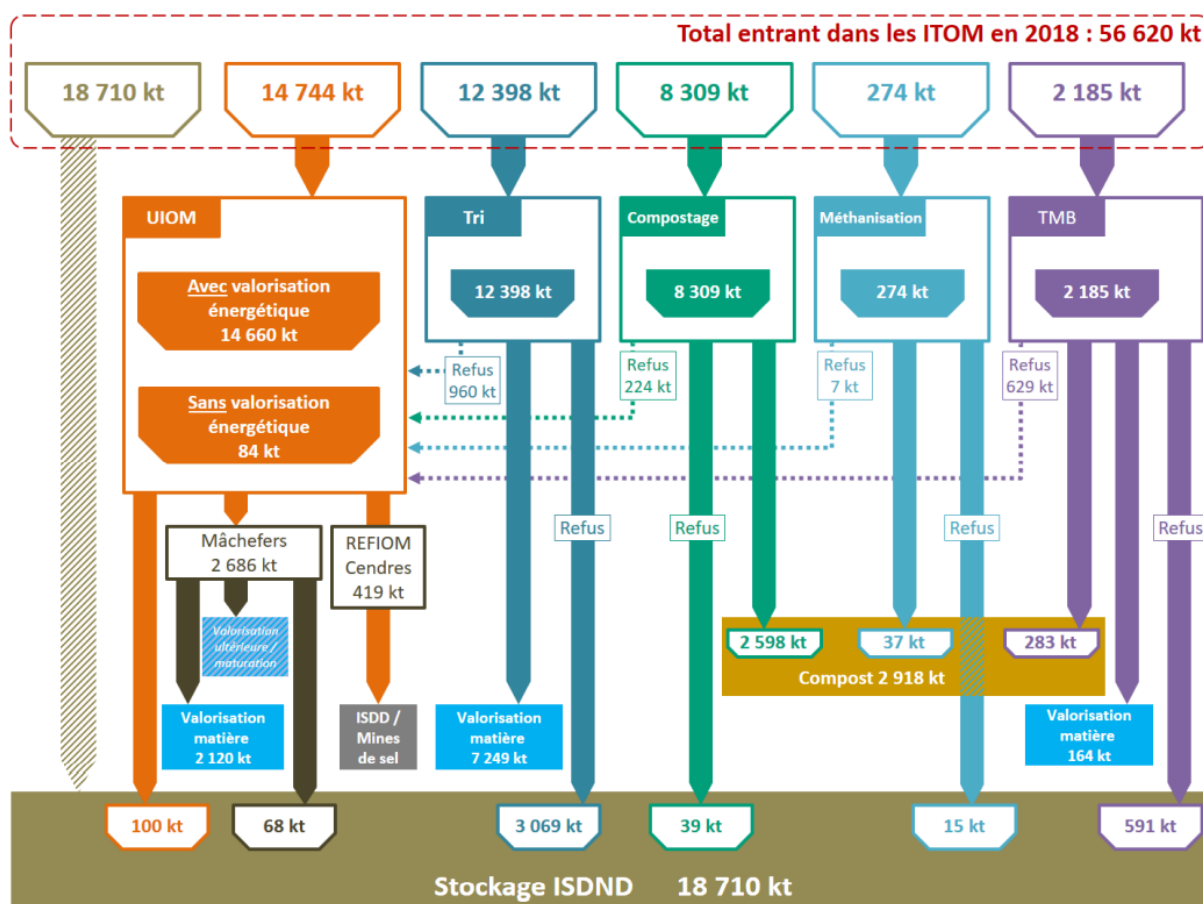 Total entrant dans les ITOM en 2018 : 56 620 kt
18 710 kt
14 744 kt
12 398 kt
8 309 kt
274 kt
2 185 kt
UIOM
Tri
Compostage
Méthanisation
TMB
Avec valorisation
énergétique
14 660 kt
12 398 kt
8 309 kt
274 kt
2 185 kt
Refus
960 kt
Refus
224 kt
Refus
7 kt
Refus
629 kt
Sans valorisation
énergétique
84 kt
Mâchefers
2 686 kt
REFIOM
Cendres
419 kt
Refus
Refus
Refus
Refus
Valorisation
ultérieure /
maturation
2 598 kt
37 kt
283 kt
Compost 2 918 kt
Valorisation
matière
2 120 kt
ISDD /
Mines
de sel
Valorisation
matière
7 249 kt
Valorisation
matière
164 kt
100 kt
68 kt
3 069 kt
39 kt
15 kt
591 kt
Stockage ISDND 18 710 kt